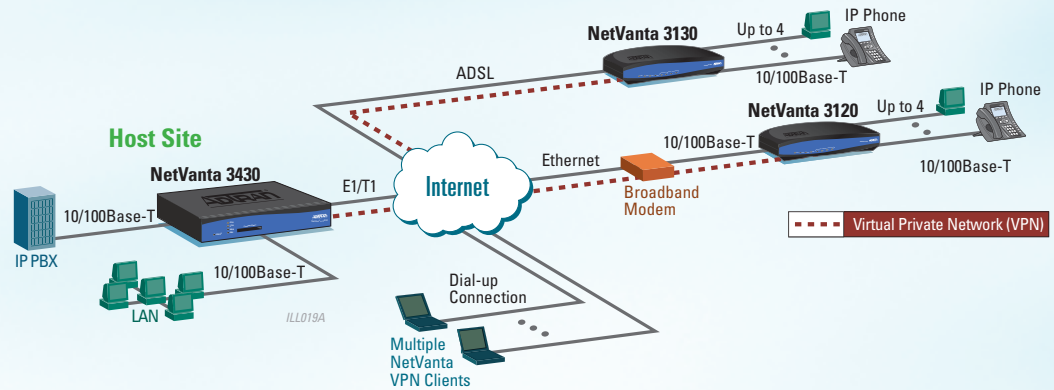 NetVanta 3130
Up to 4
IP Phone
ADSL
10/100Base-T
NetVanta 3120
Up to 4
IP Phone
10/100Base-T
10/100Base-T
Host Site
NetVanta 3430
E1/T1
Internet
Ethernet
Broadband
Modem
Virtual Private Network (VPN)
10/100Base-T
ADTRAN
ADTRAN
IP PBX
10/100Base-T
LAN
ILL019A
Dial-up
Connection
Multiple
NetVanta
VPN Clients